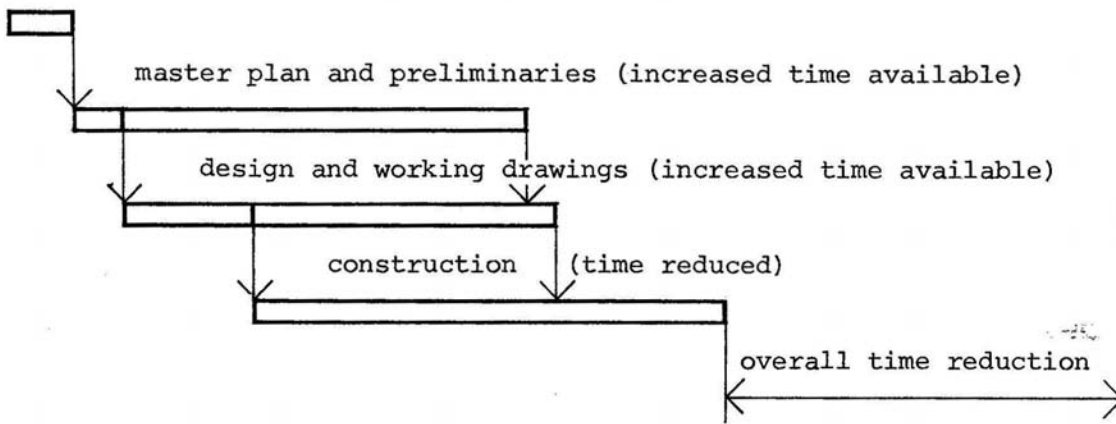 master plan and preliminaries (increased time available)
design and working drawings (increased time available)
construction (time reduced)
overall time reduction